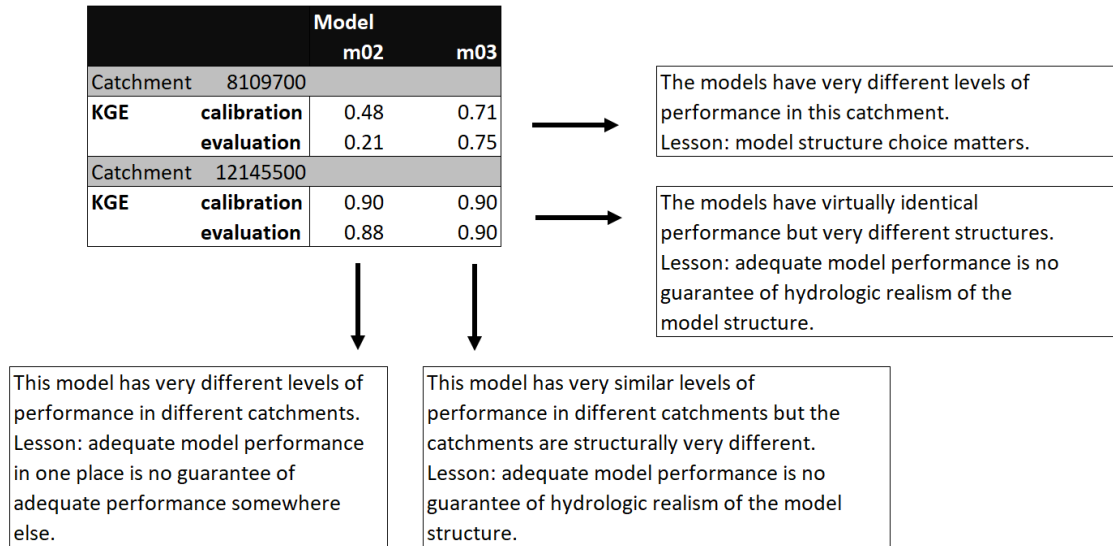 Model
m02 m03
Catchment 8109700
KGE calibration 0.48 0.71
evaluation 0.21 0.75
Catchment 12145500
KGE calibration 0.90 0.90
evaluation 0.88 0.90
The models have very different levels of
performance in this catchment.
Lesson: model structure choice matters.
The models have virtually identical
performance but very different structures.
Lesson: adequate model performance is no
guarantee of hydrologic realism of the
model structure.
This model has very different levels of
performance in different catchments.
Lesson: adequate model performance
in one place is no guarantee of
adequate performance somewhere
else.
This model has very similar levels of
performance in different catchments but the
catchments are structurally very different.
Lesson: adequate model performance is no
guarantee of hydrologic realism of the model
structure.